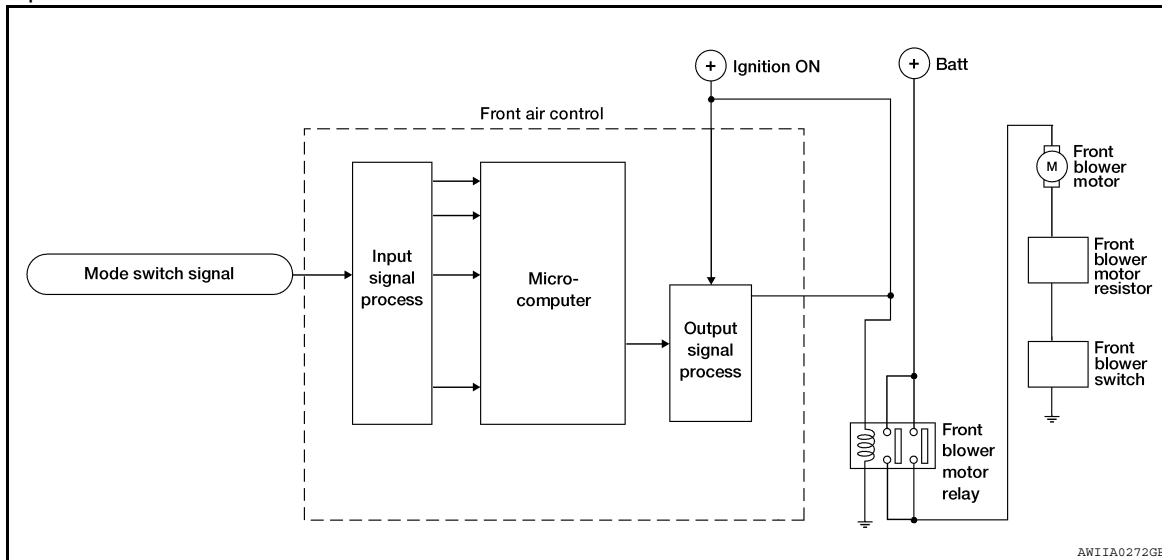 + Ignition ON
+ Batt
Front air control
Front
blower
motor
M
Mode switch signal
Input
signal
process
Micro-
computer
Output
signal
process
Front
blower
motor
resistor
Front
blower
switch
Front
blower
motor
relay